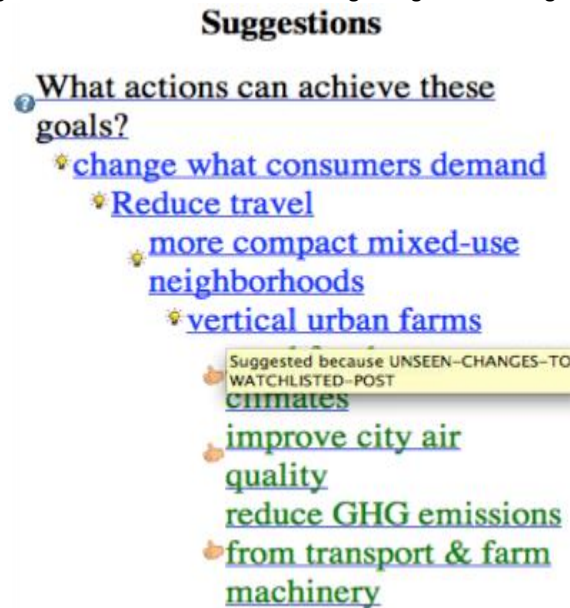 Suggestions
What actions can achieve these
goals?
change what consumers demand
Reduce travel
more compact mixed-use
neighborhoods
vertical urban farms
Suggested because UNSEEN-CHANGES-TO
WATCHLISTED-POST
climates
improve city air
quality
reduce GHG emissions
from transport & farm
machinery